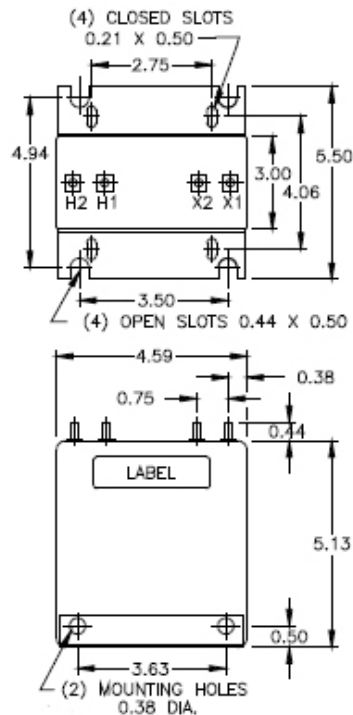 (4) CLOSED SLOTS
0.21 X 0.50
2.75
4.94
3.00
4.06
5.50
H2 H1 X2 X1
3.50
(4) OPEN SLOTS 0.44 X 0.50
4.59
0.38
0.75
0.44
LABEL
5.13
0.50
3.63
(2) MOUNTING HOLES
0.38 DIA.